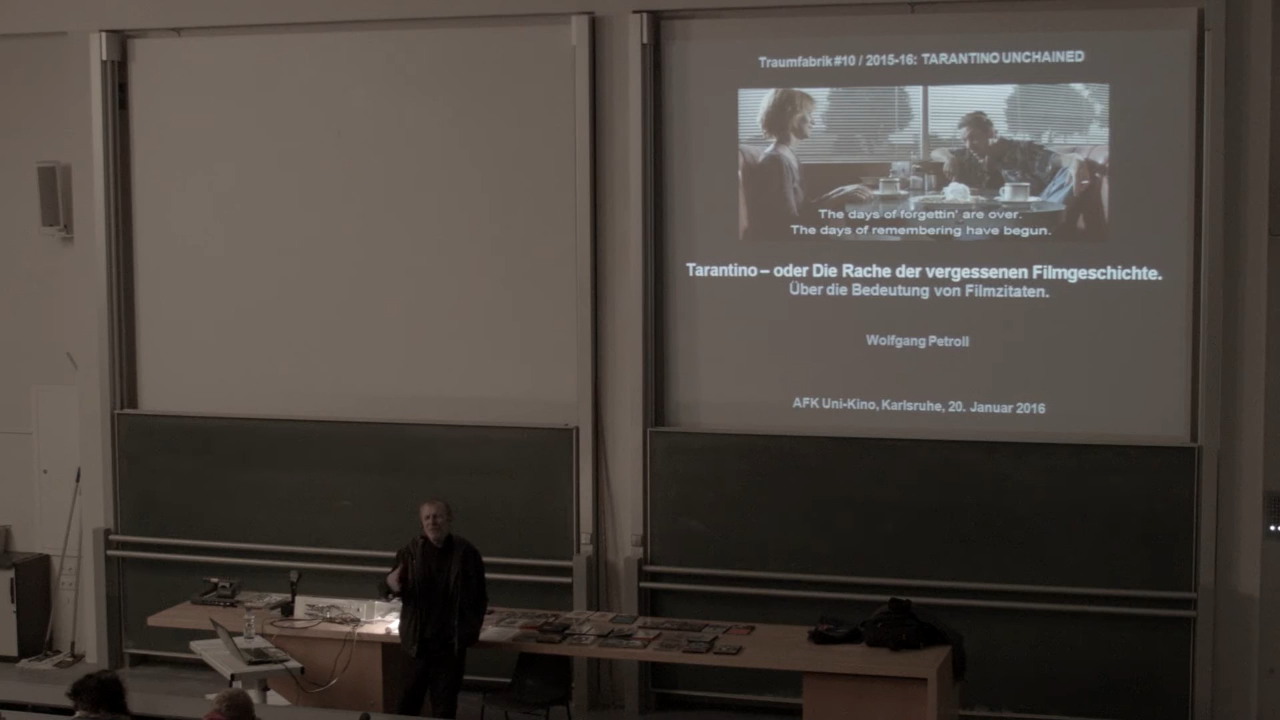 Traumfabrik #10 / 2015-16: TARANTINO UNCHAINED
The days of forgettin' are over.
The days of remembering have begun.
Tarantino – oder Die Rache der vergessenen Filmgeschichte.
Über die Bedeutung von Filmzitaten.
Wolfgang Petroll
AFK Uni-Kino, Karlsruhe, 20. Januar 2016